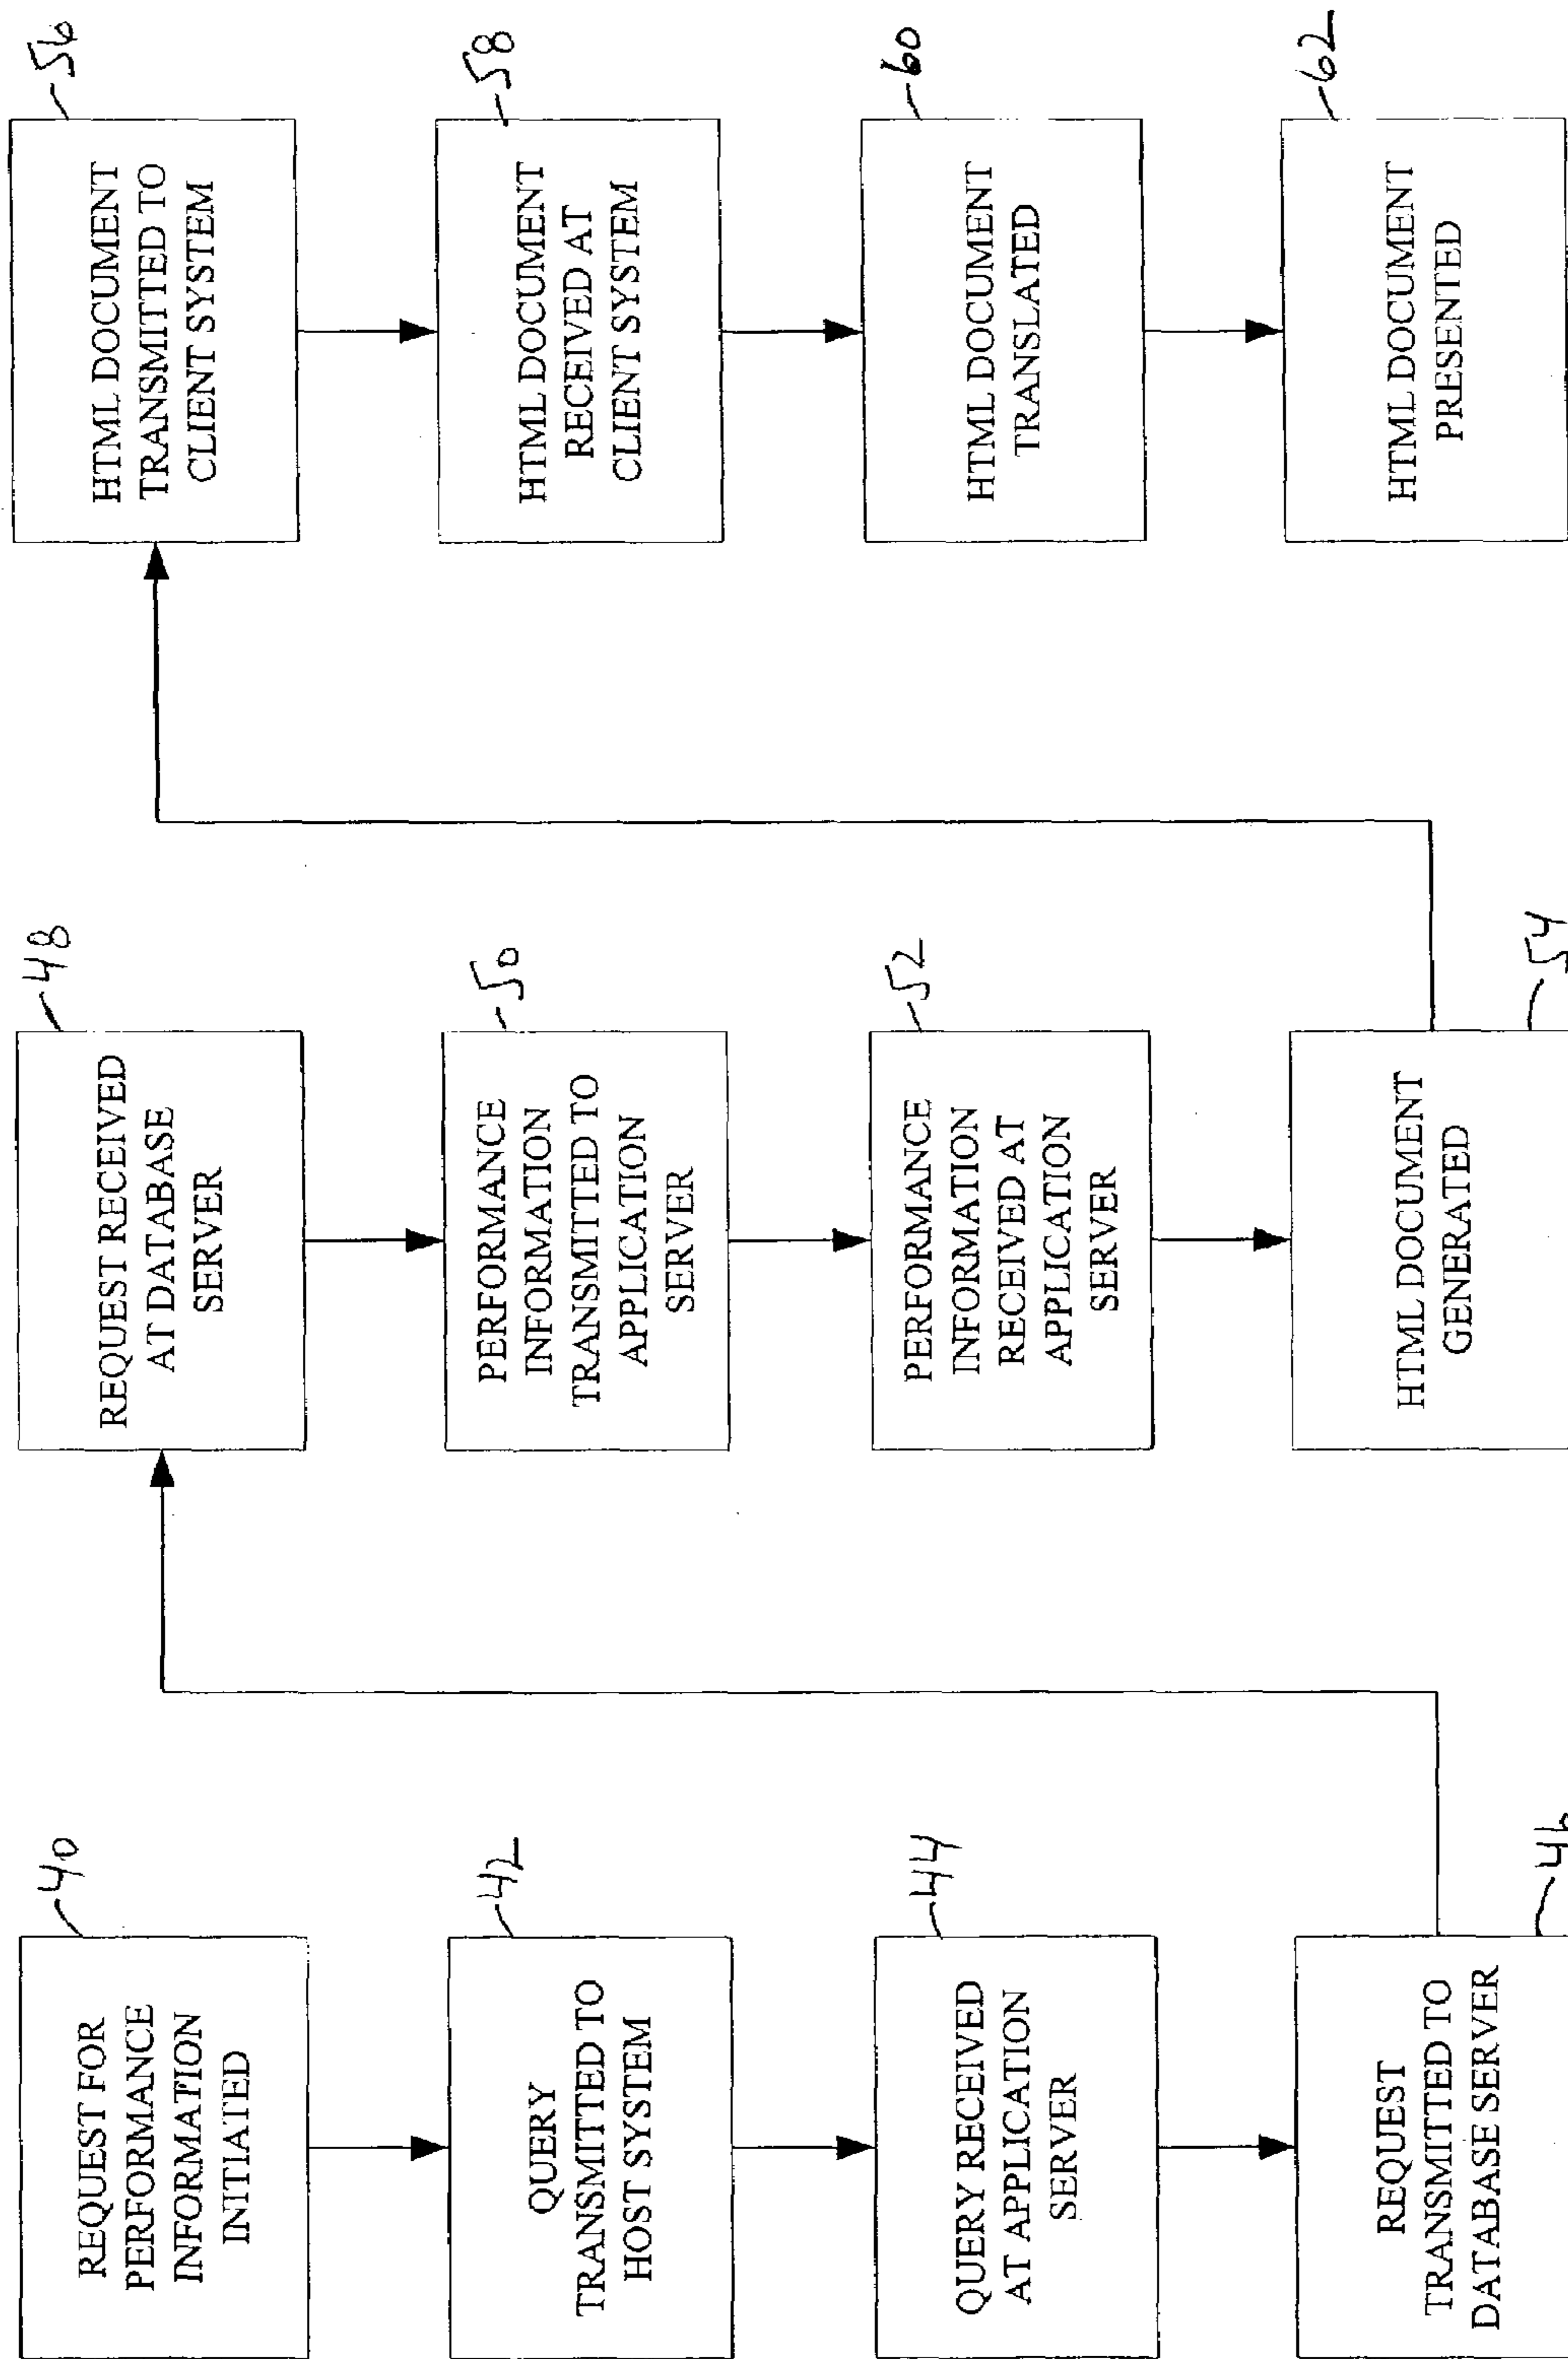 40
REQUEST FOR
PERFORMANCE
INFORMATION
INITIATED
42
QUERY
TRANSMITTED TO
HOST SYSTEM
44
QUERY RECEIVED
AT APPLICATION
SERVER
46
REQUEST
TRANSMITTED TO
DATABASE SERVER
48
REQUEST RECEIVED
AT DATABASE
SERVER
50
PERFORMANCE
INFORMATION
TRANSMITTED TO
APPLICATION
SERVER
52
PERFORMANCE
INFORMATION
RECEIVED AT
APPLICATION
SERVER
54
HTML DOCUMENT
GENERATED
56
HTML DOCUMENT
TRANSMITTED TO
CLIENT SYSTEM
58
HTML DOCUMENT
RECEIVED AT
CLIENT SYSTEM
60
HTML DOCUMENT
TRANSLATED
62
HTML DOCUMENT
PRESENTED